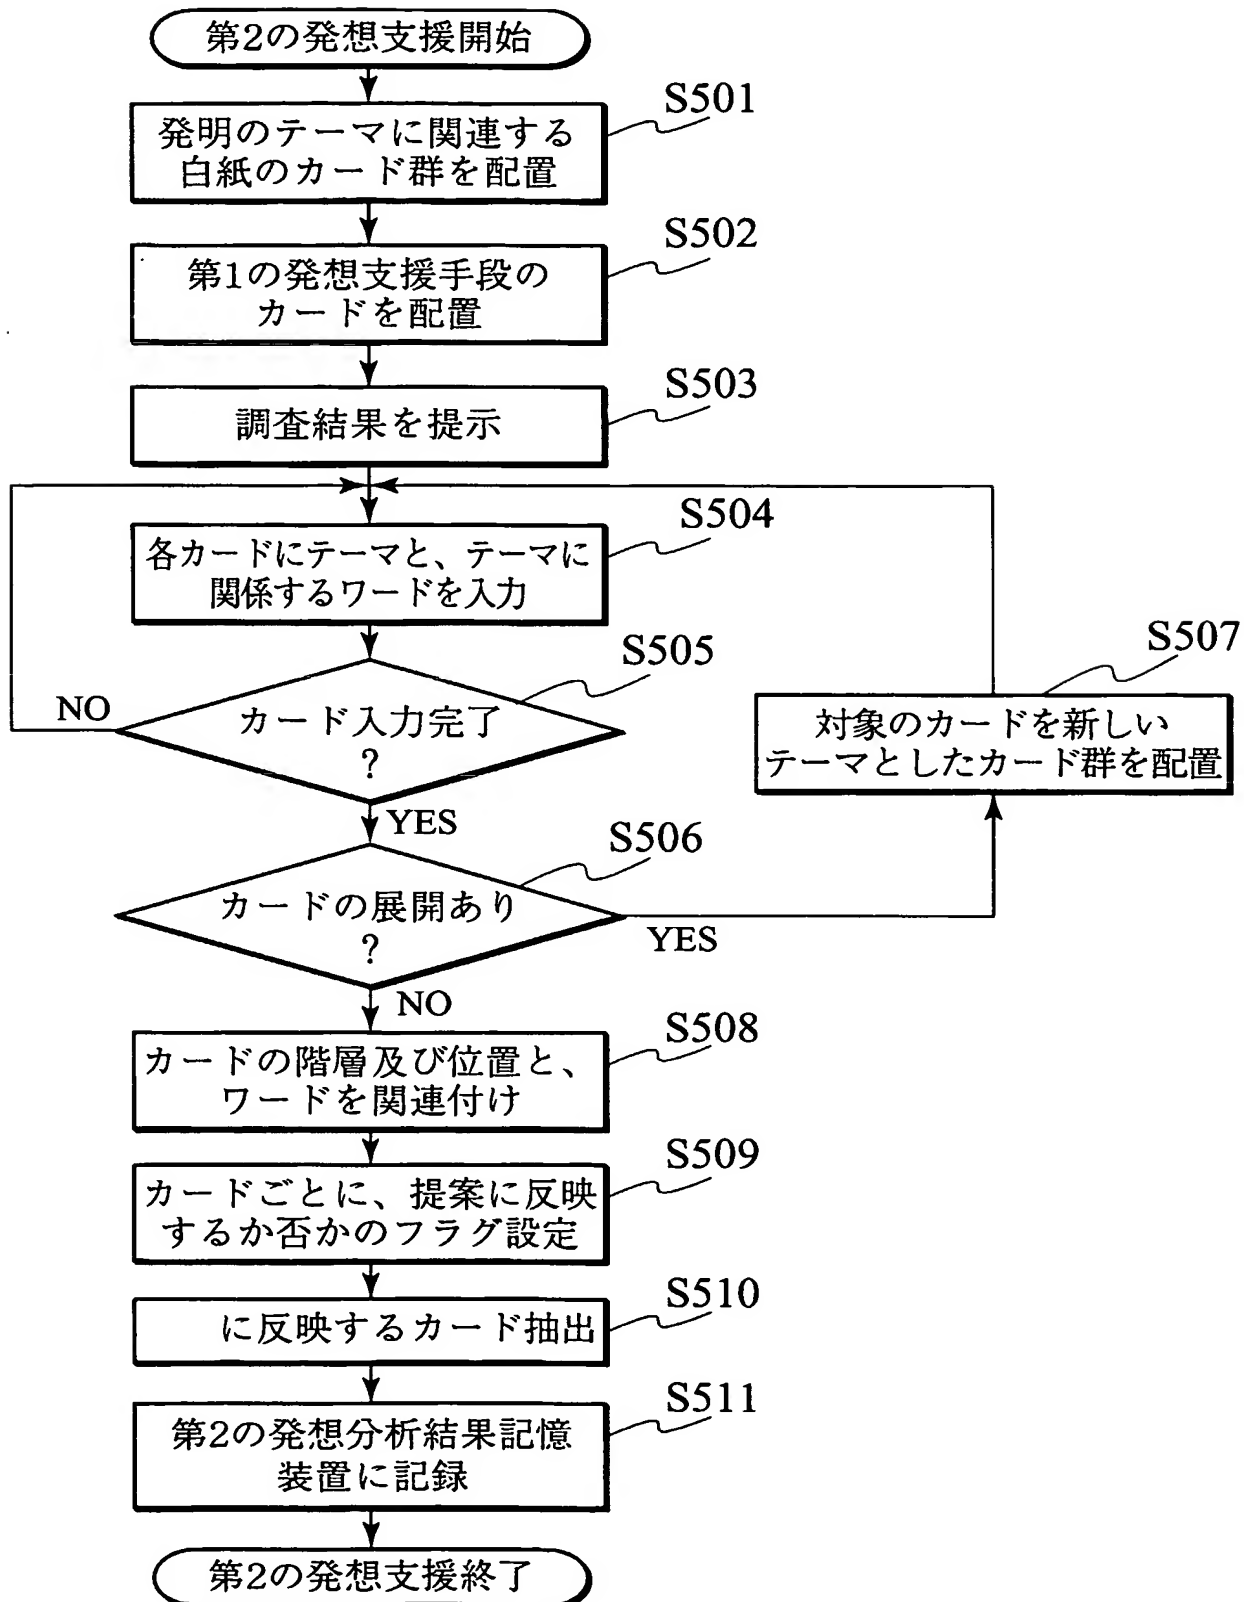 第2の発想支援開始
S501
発明のテーマに関連する
白紙のカード群を配置
S502
第1の発想支援手段の
カードを配置
S503
調査結果を提示
S504
各カードにテーマと、テーマに
関係するワードを入力
S505
カード入力完了
?
NO
YES
S507
対象のカードを新しい
テーマとしたカード群を配置
S506
カードの展開あり
?
YES
NO
S508
カードの階層及び位置と、
ワードを関連付け
S509
カードごとに、提案に反映
するか否かのフラグ設定
S510
に反映するカード抽出
S511
第2の発想分析結果記憶
装置に記録
第2の発想支援終了